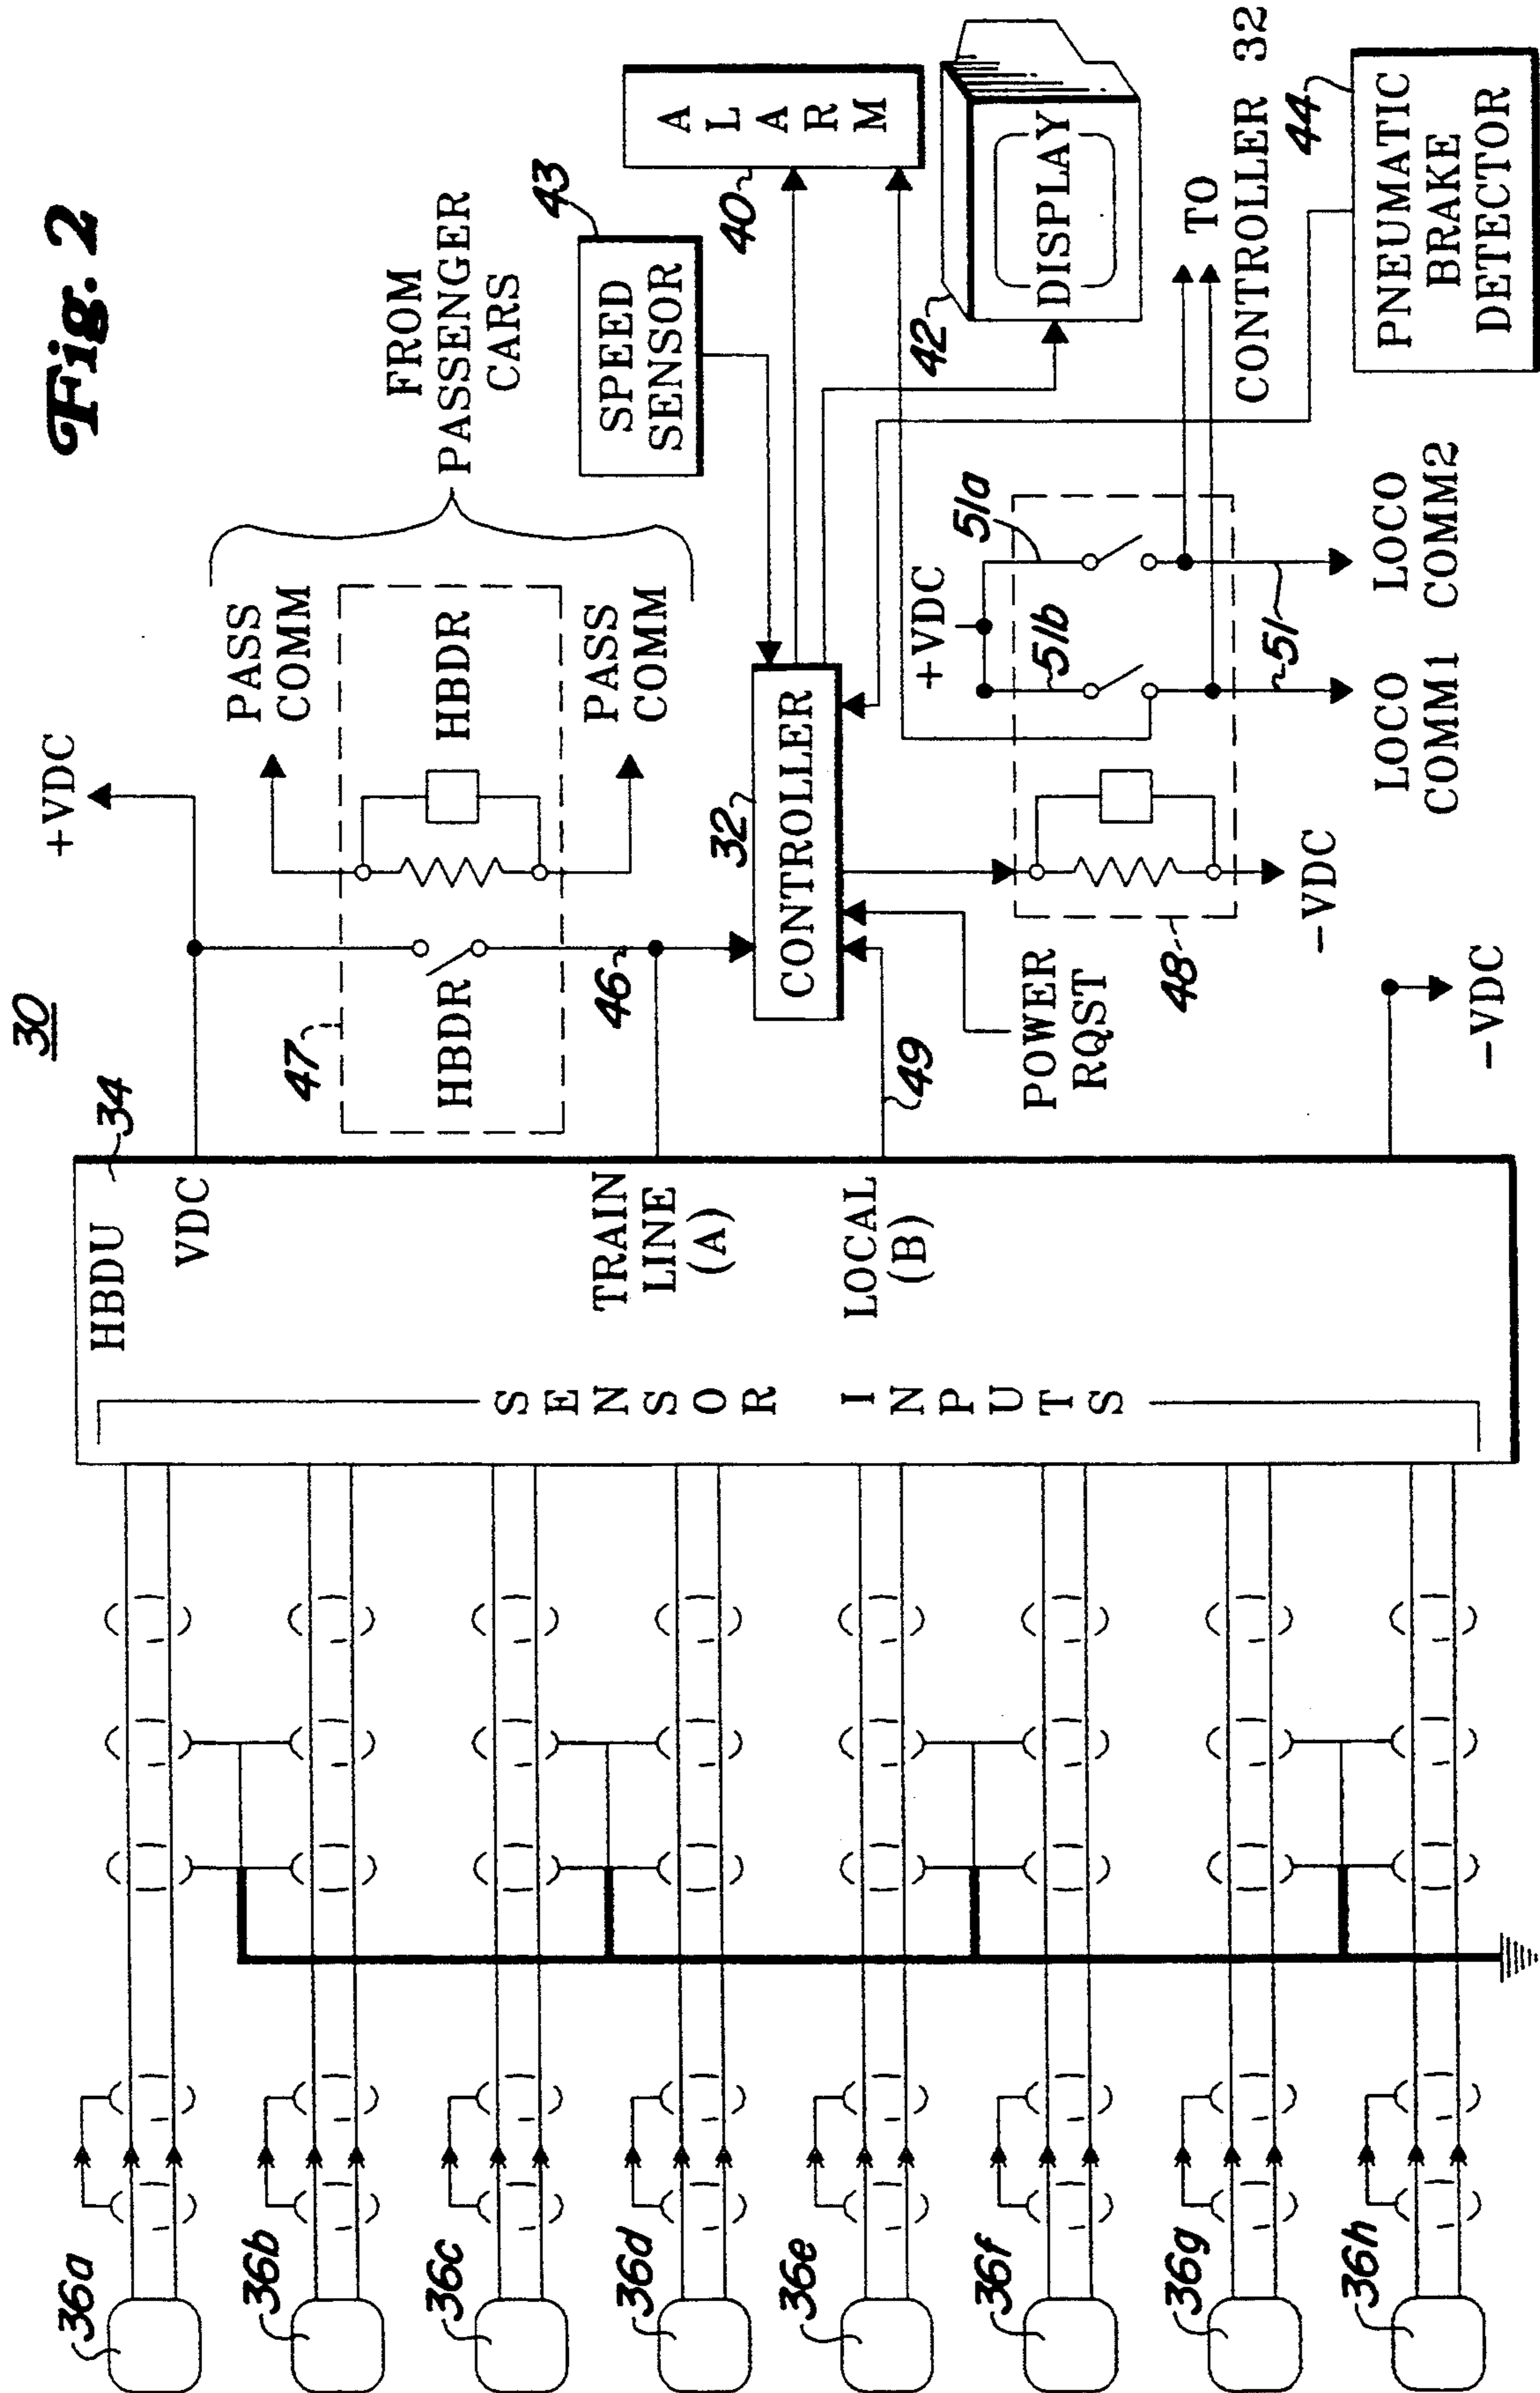 Fig. 2
30
+VDC
FROM
PASSENGER
CARS
PASS
COMM
HBDR
PASS
COMM
47
HBDR
46
43
SPEED
SENSOR
40
ALARM
42
DISPLAY
32
CONTROLLER
49
POWER
RQST
48
-VDC
+VDC
51a
51b
51
LOCO
COMM1
LOCO
COMM2
TO
CONTROLLER 32
44
PNEUMATIC
BRAKE
DETECTOR
-VDC
34
HBDU
VDC
TRAIN
LINE
(A)
LOCAL
(B)
SENSOR INPUTS
36a
36b
36c
36d
36e
36f
36g
36h